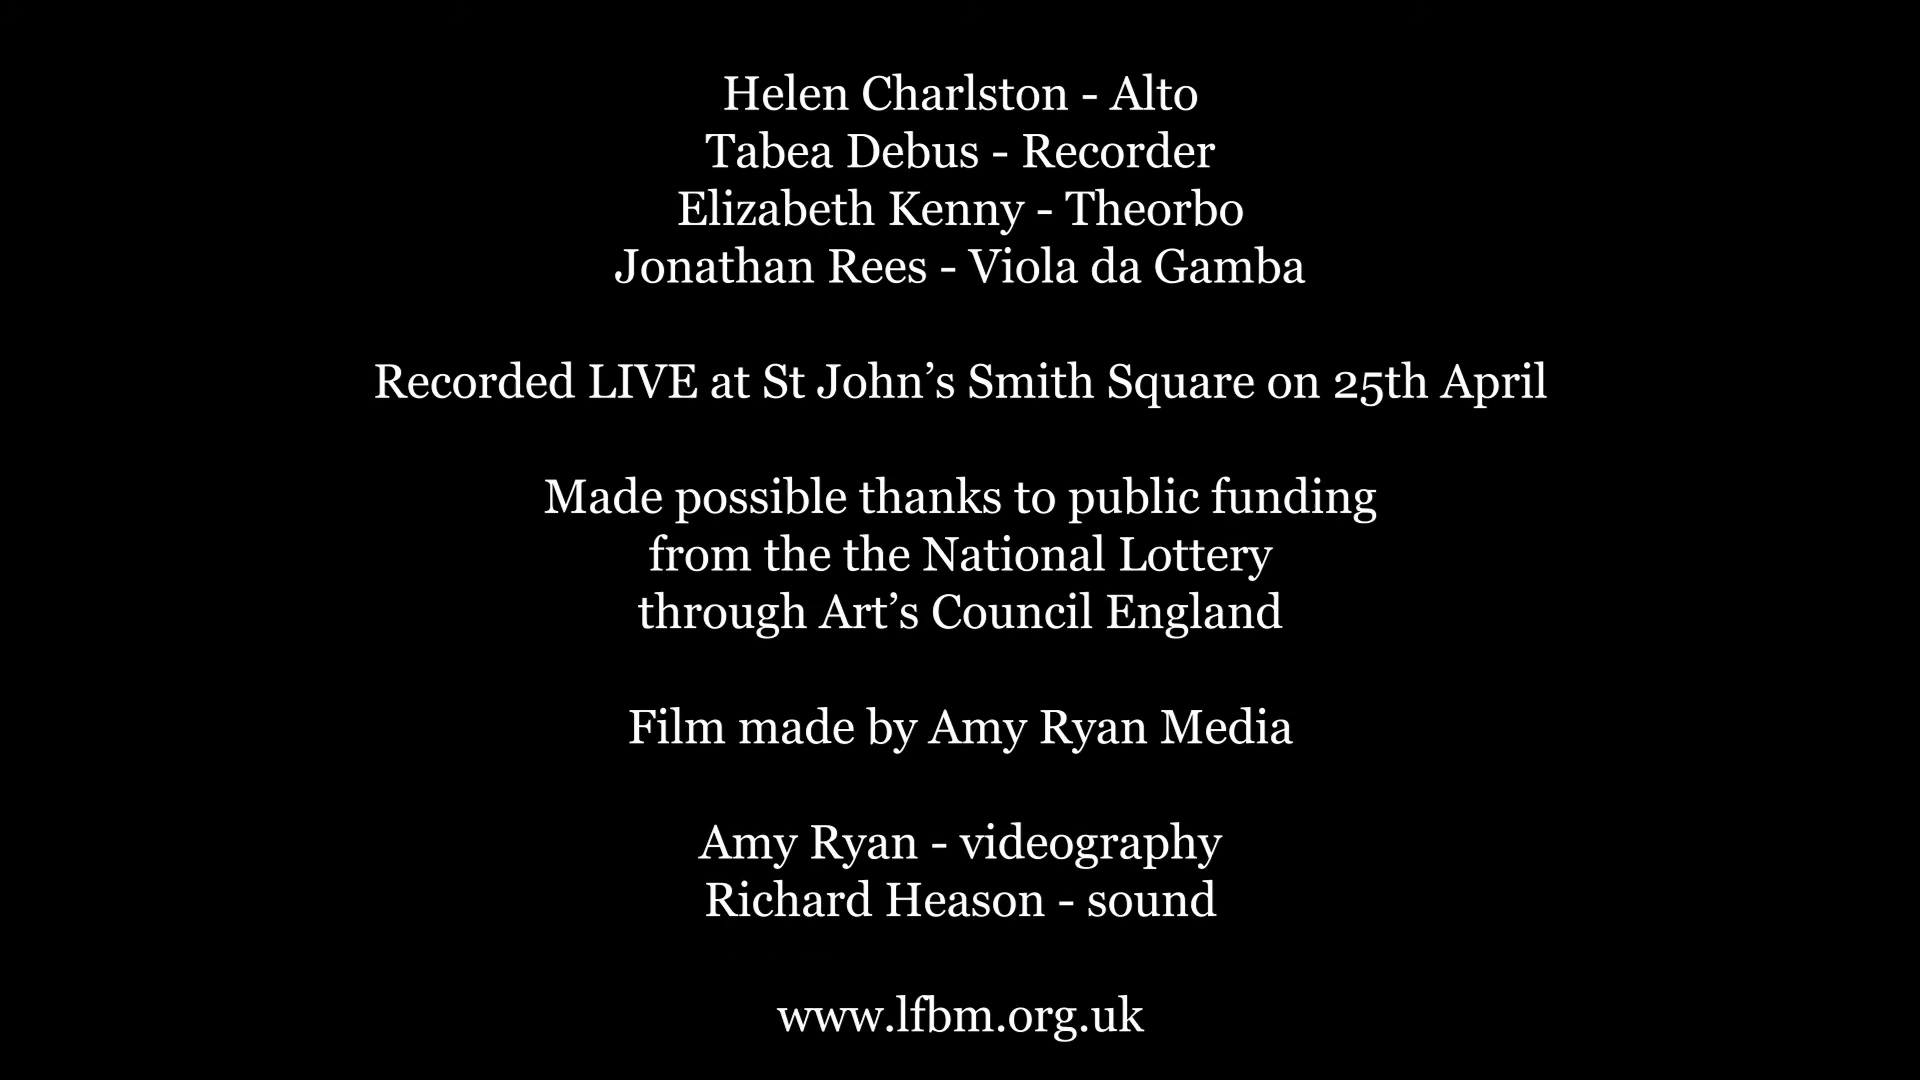 Helen Charlston - Alto
Tabea Debus - Recorder
Elizabeth Kenny - Theorbo
Jonathan Rees - Viola da Gamba
Recorded LIVE at St John’s Smith Square on 25th April
Made possible thanks to public funding
from the the National Lottery
through Art’s Council England
Film made by Amy Ryan Media
Amy Ryan - videography
Richard Heason - sound
www.lfbm.org.uk